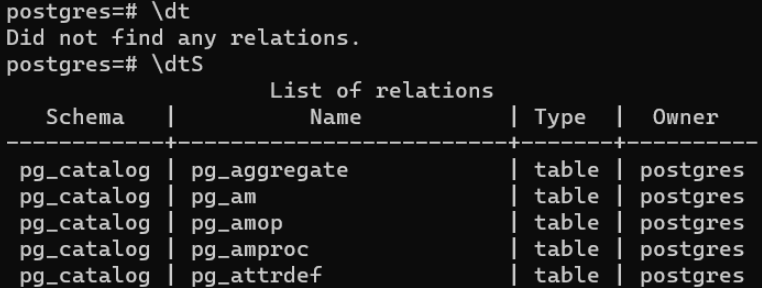 postgres=# \dt
Did not find any relations.
postgres=# \dtS
                    List of relations
   Schema   |          Name           | Type  |  Owner
------------+-------------------------+-------+----------
 pg_catalog | pg_aggregate            | table | postgres
 pg_catalog | pg_am                   | table | postgres
 pg_catalog | pg_amop                 | table | postgres
 pg_catalog | pg_amproc               | table | postgres
 pg_catalog | pg_attrdef              | table | postgres